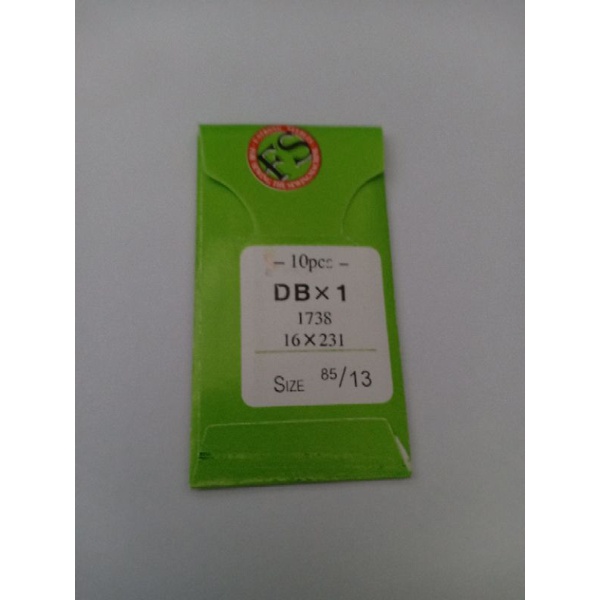 FS
- 10pcs -
DB×1
1738
16×231
SIZE 85/13